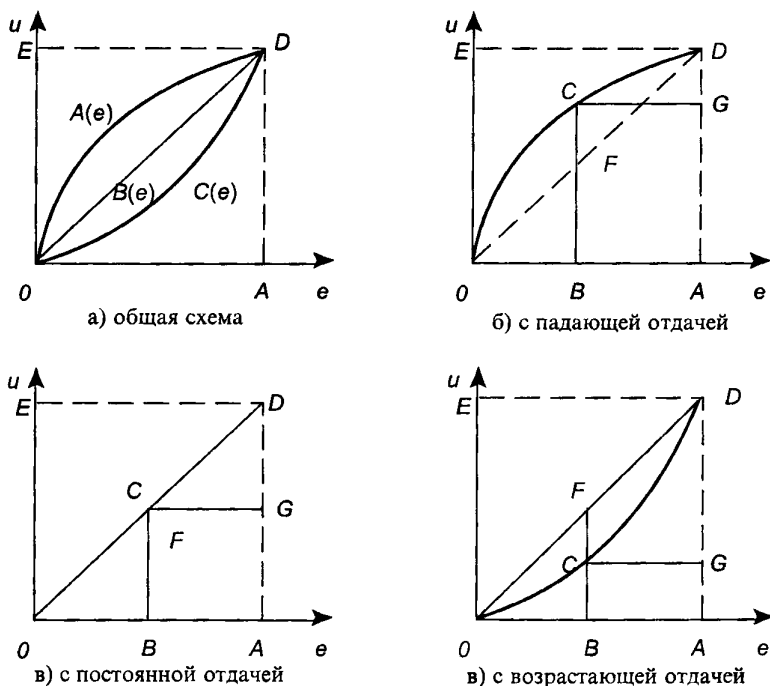 u
E
D
A(e)
B(e)
C(e)
0
A
e
а) общая схема
u
E
D
C
G
F
0
B
A
e
б) с падающей отдачей
u
E
D
C
G
F
0
B
A
e
в) с постоянной отдачей
u
E
D
F
C
G
0
B
A
e
в) с возрастающей отдачей